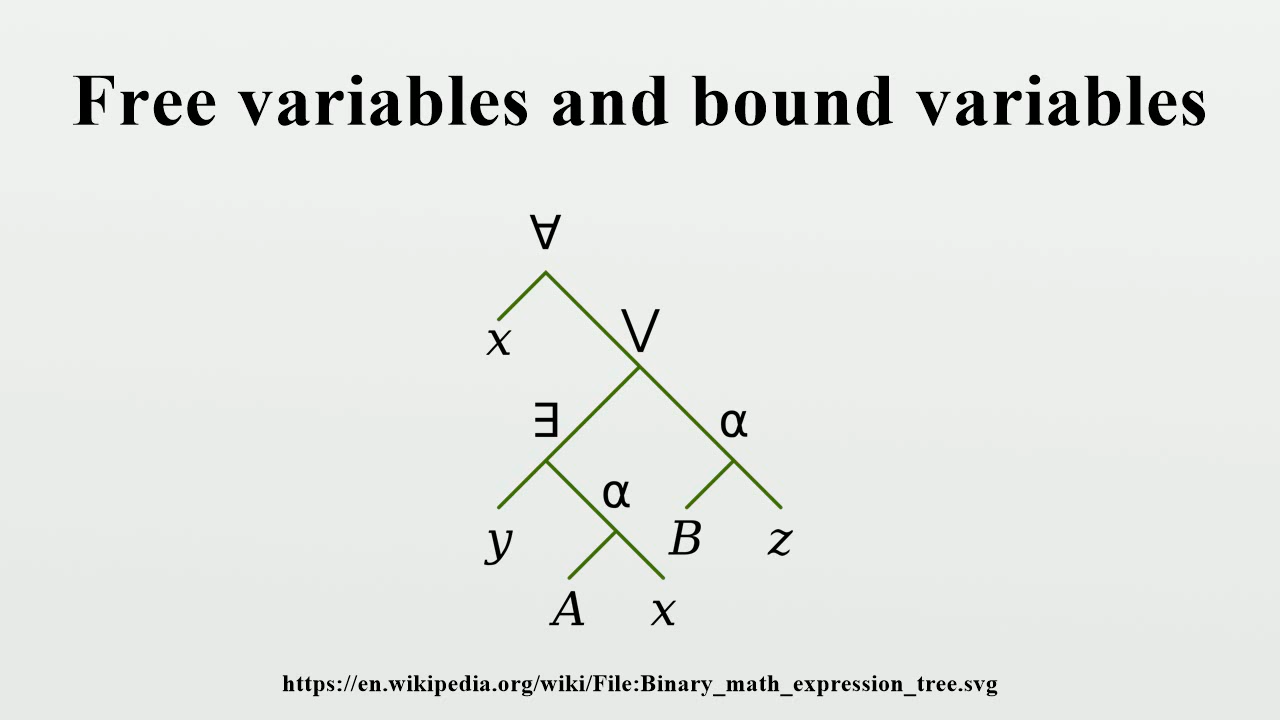 Free variables and bound variables
∀
x
⋁
∃
α
y
α
B
z
A
x
https://en.wikipedia.org/wiki/File:Binary_math_expression_tree.svg